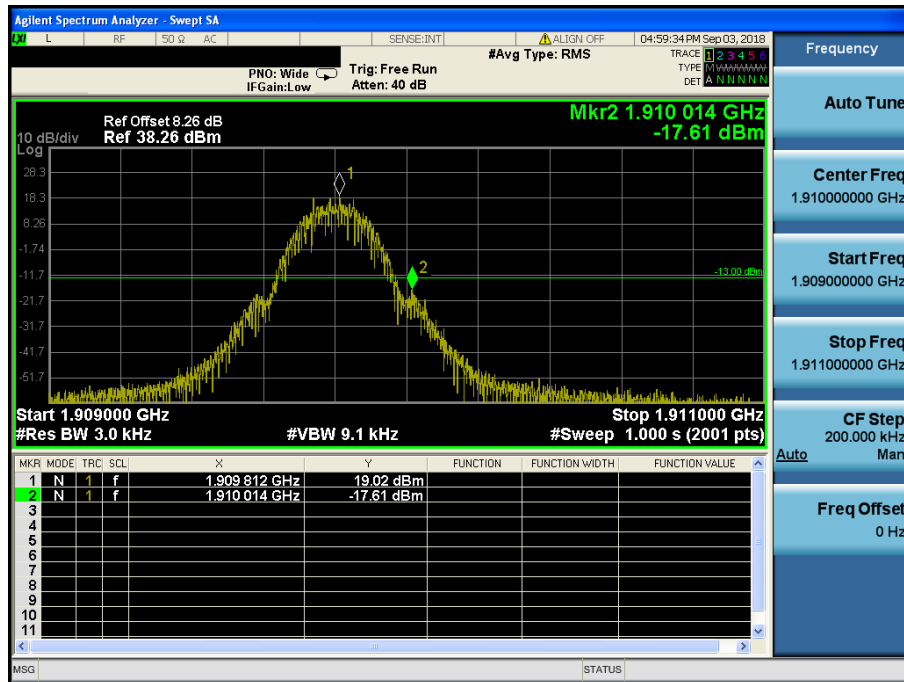 Agilent Spectrum Analyzer - Swept SA
LXI L RF 50 Ω AC SENSE:INT ALIGN OFF 04:59:34 PM Sep 03, 2018
#Avg Type: RMS
TRACE 1 2 3 4 5 6
PNO: Wide Trig: Free Run
TYPE M W W W W W
IFGain:Low Atten: 40 dB
DET A N N N N N
Frequency
Mkr2 1.910 014 GHz
-17.61 dBm
Ref Offset 8.26 dB
10 dB/div Ref 38.26 dBm
Log
28.3
18.3
8.26
-1.74
-11.7
-21.7
-31.7
-41.7
-51.7
1
2
-13.00 dBm
Start 1.909000 GHz Stop 1.911000 GHz
#Res BW 3.0 kHz #VBW 9.1 kHz #Sweep 1.000 s (2001 pts)
MKR MODE TRC SCL X Y FUNCTION FUNCTION WIDTH FUNCTION VALUE
1 N 1 f 1.909 812 GHz 19.02 dBm
2 N 1 f 1.910 014 GHz -17.61 dBm
3
4
5
6
7
8
9
10
11
MSG STATUS
Auto Tune
Center Freq
1.910000000 GHz
Start Freq
1.909000000 GHz
Stop Freq
1.911000000 GHz
CF Step
200.000 kHz
Auto Man
Freq Offset
0 Hz